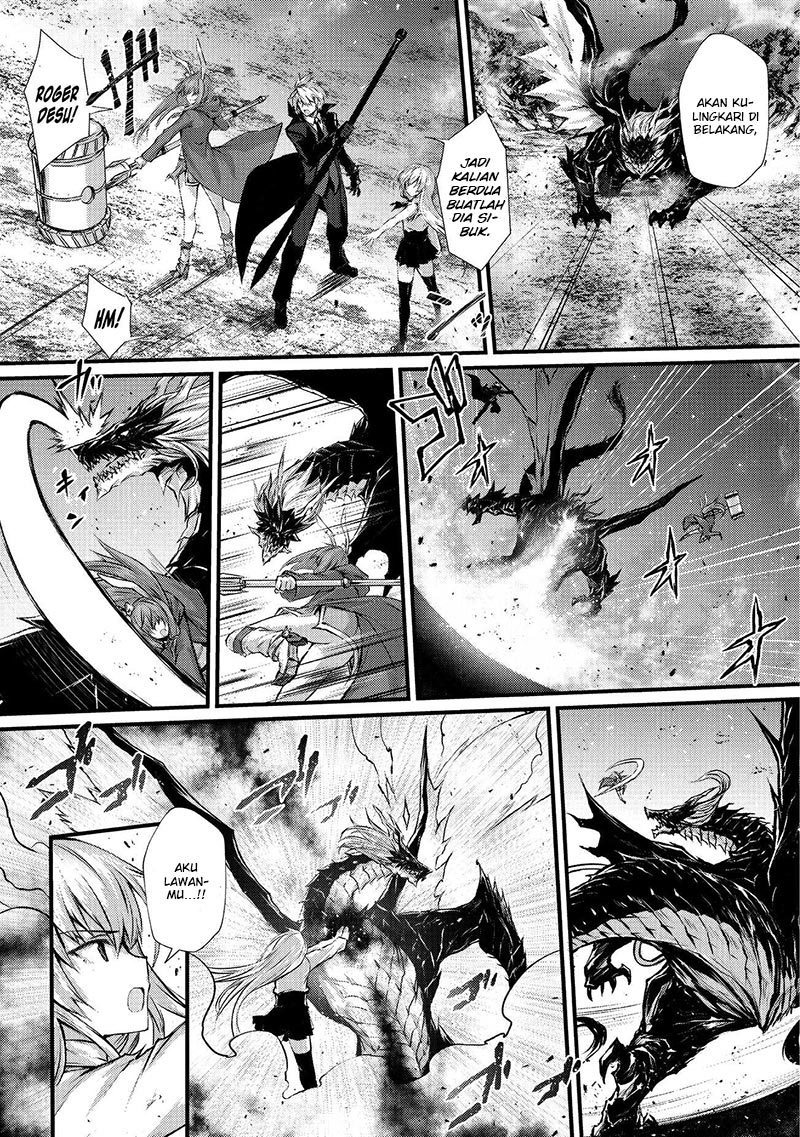 AKAN KU-
LINGKARI DI
BELAKANG,
JADI
KALIAN
BERDUA
BUATLAH
DIA SI-
BUK.
ROGER
DESU!
HM!
AKU
LAWAN-
MU...!!